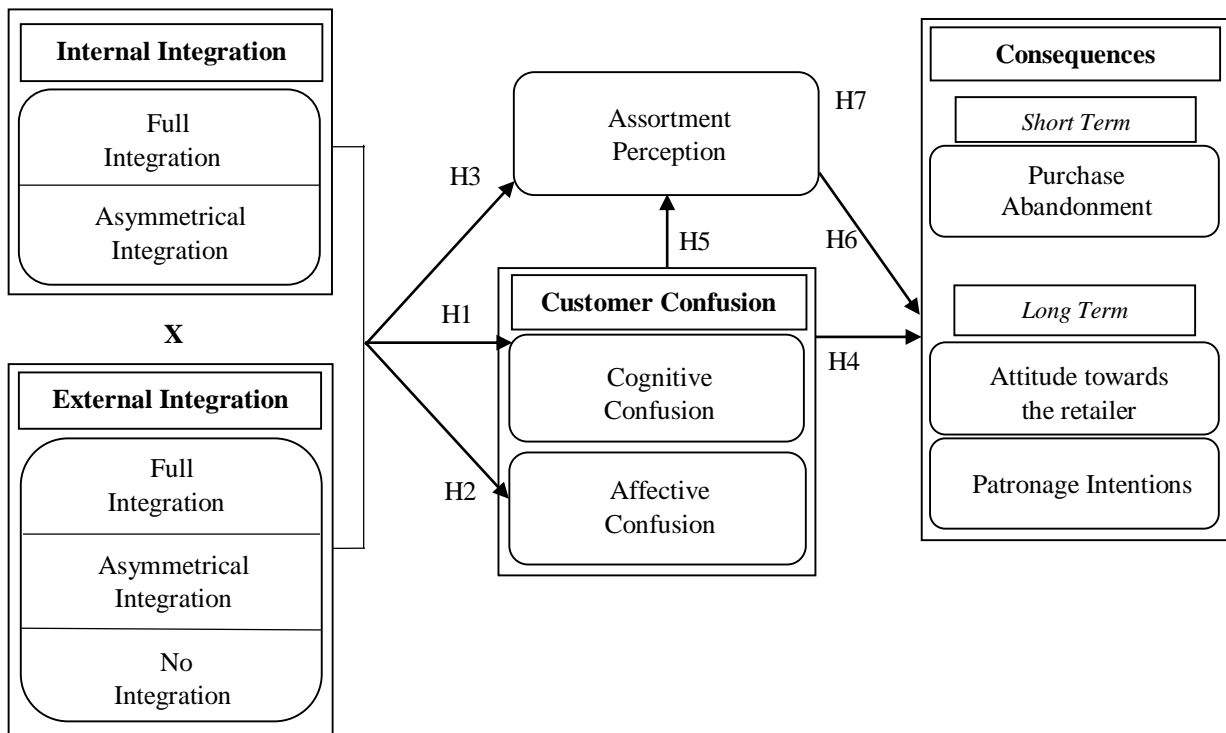 Internal Integration
Full
Integration
Asymmetrical
Integration
X
External Integration
Full
Integration
Asymmetrical
Integration
No
Integration
H3
H1
H2
Assortment
Perception
H5
Customer Confusion
Cognitive
Confusion
Affective
Confusion
H7
H6
H4
Consequences
Short Term
Purchase
Abandonment
Long Term
Attitude towards
the retailer
Patronage Intentions